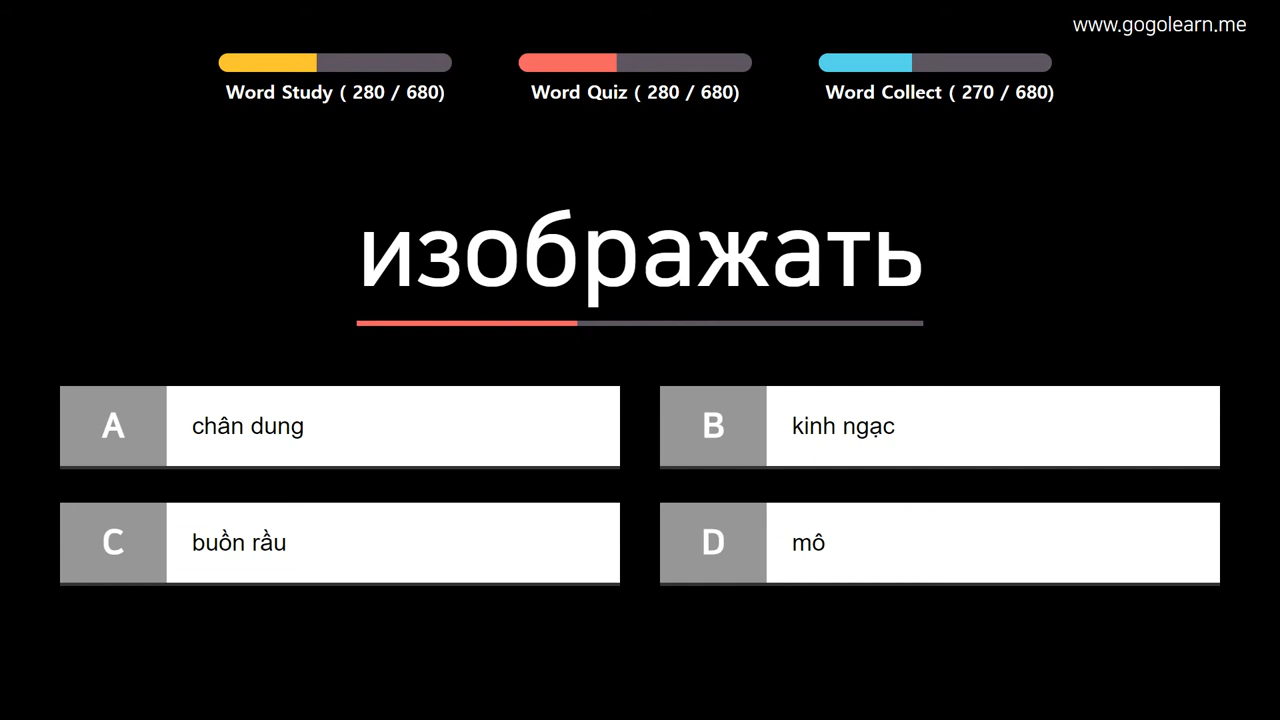 www.gogolearn.me
Word Study ( 280 / 680)
Word Quiz ( 280 / 680)
Word Collect ( 270 / 680)
изображать
A chân dung
B kinh ngạc
C buồn rầu
D mô